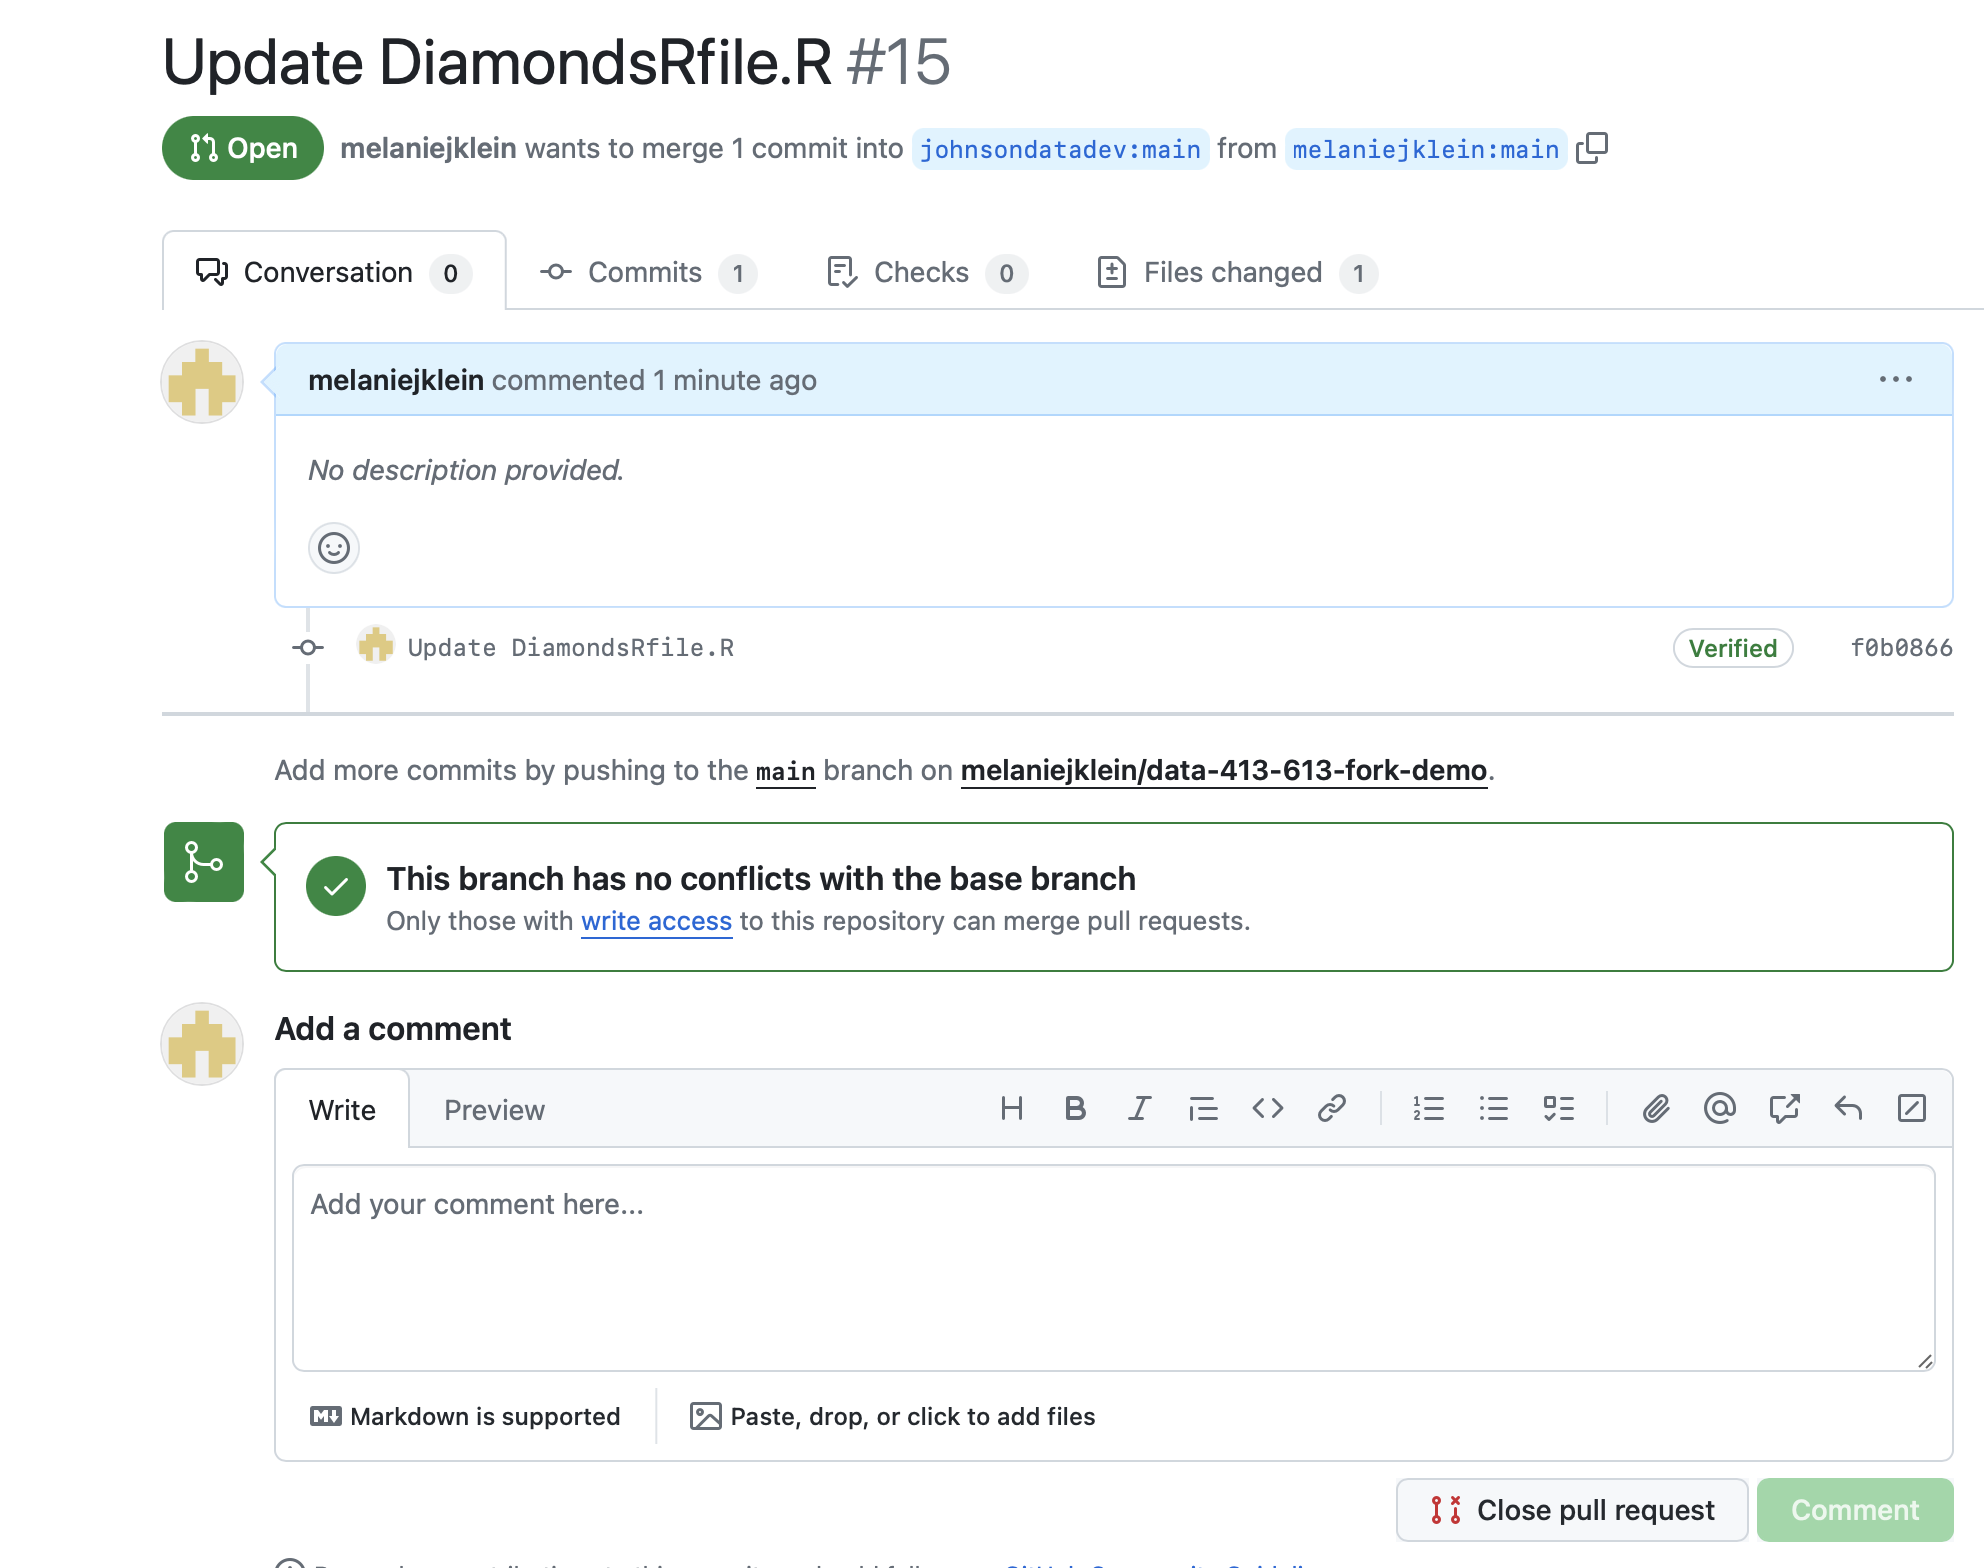 Update DiamondsRfile.R #15
Open melaniejklein wants to merge 1 commit into johnsondatadev:main from melaniejklein:main
Conversation 0 Commits 1 Checks 0 Files changed 1
melaniejklein commented 1 minute ago
No description provided.
Update DiamondsRfile.R Verified f0b0866
Add more commits by pushing to the main branch on melaniejklein/data-413-613-fork-demo.
This branch has no conflicts with the base branch
Only those with write access to this repository can merge pull requests.
Add a comment
Write Preview
Add your comment here...
Markdown is supported Paste, drop, or click to add files
Close pull request Comment